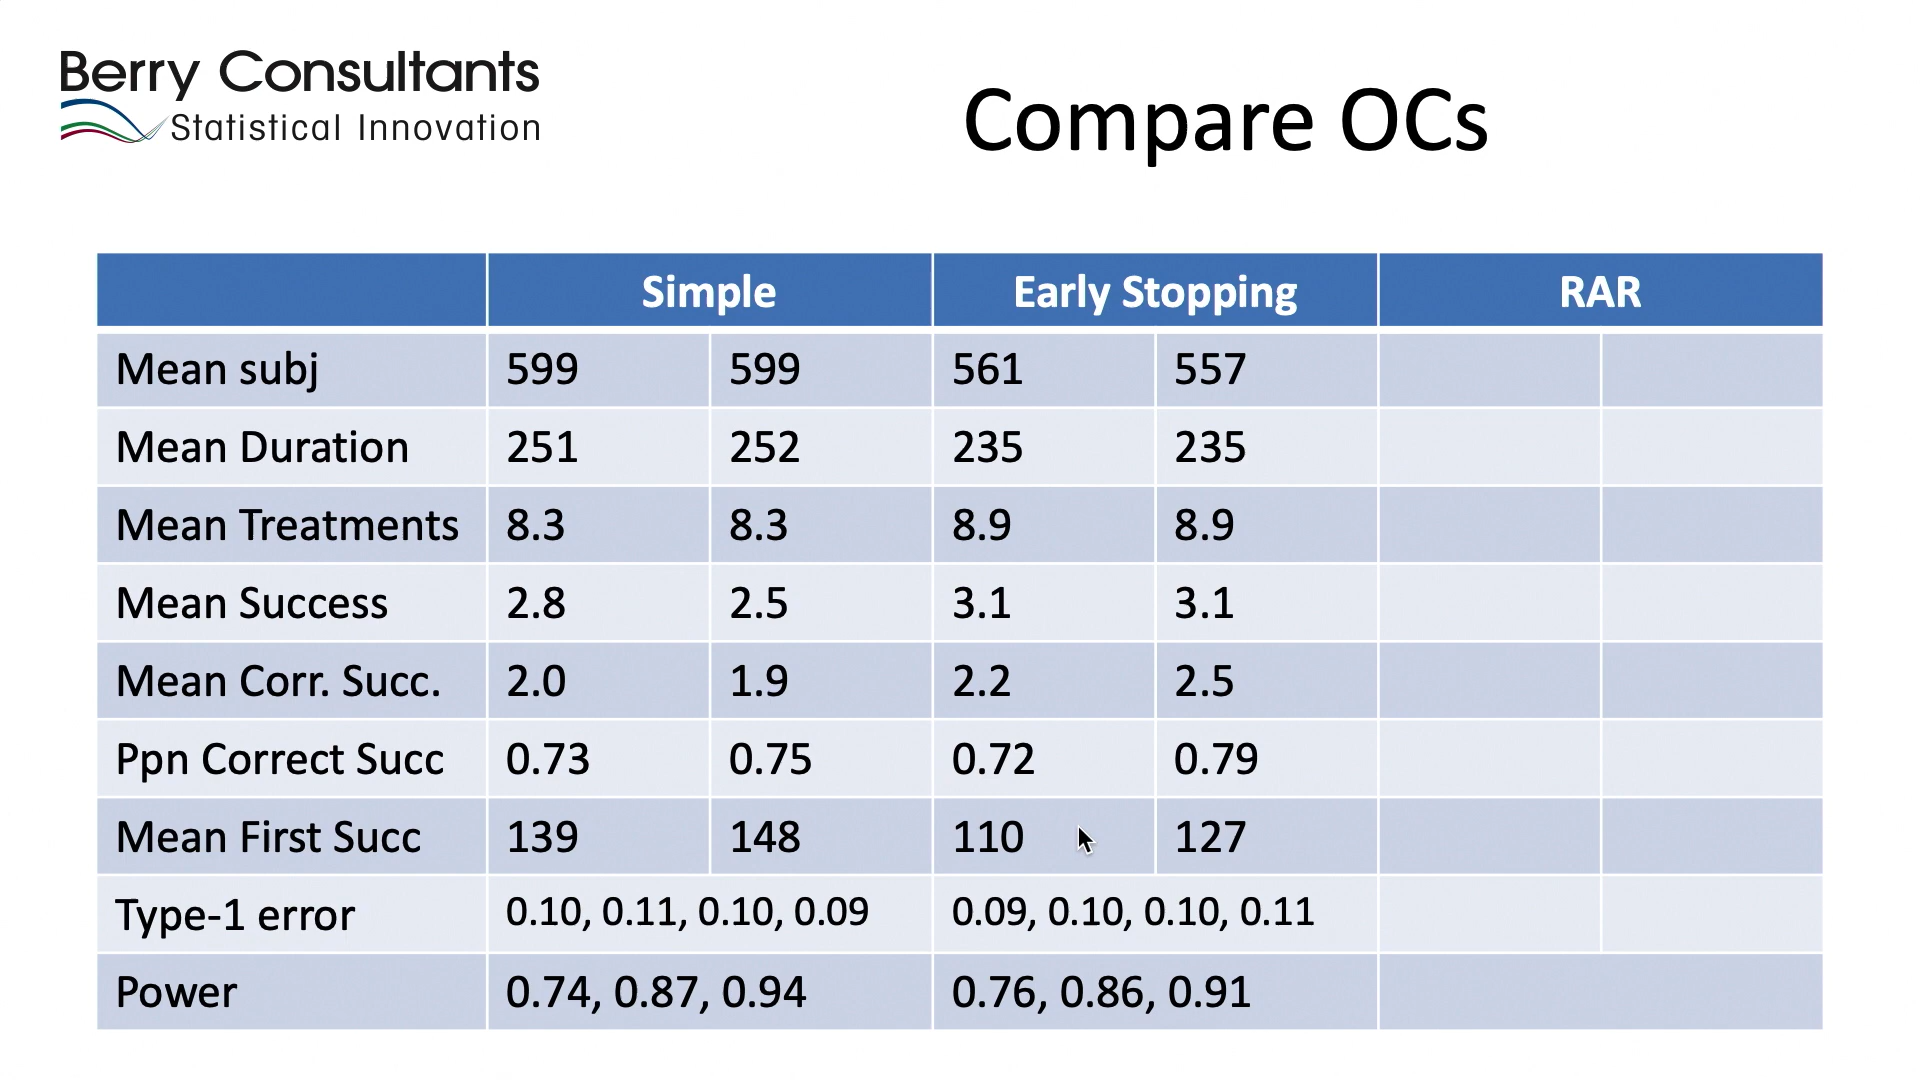 Berry Consultants
Statistical Innovation
Compare OCs
Simple Early Stopping RAR
Mean subj 599 599 561 557
Mean Duration 251 252 235 235
Mean Treatments 8.3 8.3 8.9 8.9
Mean Success 2.8 2.5 3.1 3.1
Mean Corr. Succ. 2.0 1.9 2.2 2.5
Ppn Correct Succ 0.73 0.75 0.72 0.79
Mean First Succ 139 148 110 127
Type-1 error 0.10, 0.11, 0.10, 0.09 0.09, 0.10, 0.10, 0.11
Power 0.74, 0.87, 0.94 0.76, 0.86, 0.91